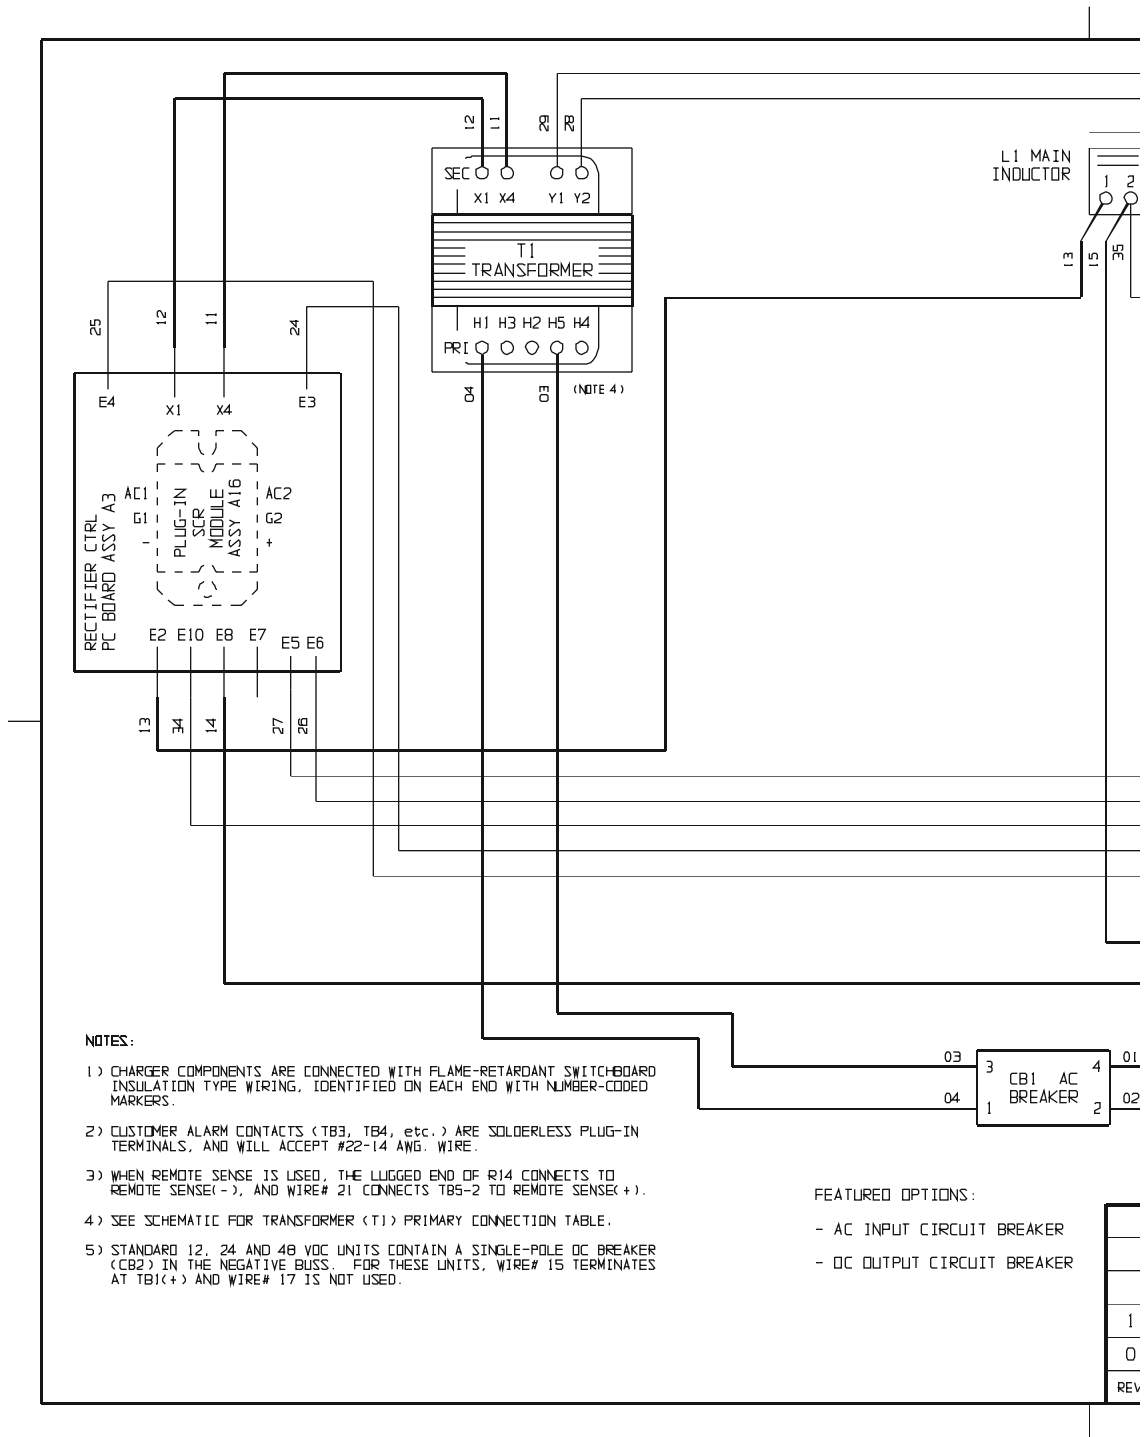 12
11
29
28
SEC
X1 X4 Y1 Y2
L1 MAIN
INDUCTOR
1 2
T1
TRANSFORMER
13
15
35
25
12
11
24
H1 H3 H2 H5 H4
PRI
04
03
(NOTE 4)
E4 X1 X4 E3
AC1
G1
-
AC2
G2
+
PLUG-IN
SCR
MODULE
ASSY A16
RECTIFIER CTRL
PC BOARD ASSY A3
E2 E10 E8 E7 E5 E6
13
34
14
27
26
NOTES:
1) CHARGER COMPONENTS ARE CONNECTED WITH FLAME-RETARDANT SWITCHBOARD
INSULATION TYPE WIRING, IDENTIFIED ON EACH END WITH NUMBER-CODED
MARKERS.
2) CUSTOMER ALARM CONTACTS (TB3, TB4, etc.) ARE SOLDERLESS PLUG-IN
TERMINALS, AND WILL ACCEPT #22-14 AWG. WIRE.
3) WHEN REMOTE SENSE IS USED, THE LUGGED END OF R14 CONNECTS TO
REMOTE SENSE(-), AND WIRE# 21 CONNECTS TB5-2 TO REMOTE SENSE(+).
4) SEE SCHEMATIC FOR TRANSFORMER (T1) PRIMARY CONNECTION TABLE.
5) STANDARD 12, 24 AND 48 VDC UNITS CONTAIN A SINGLE-POLE DC BREAKER
(CB2) IN THE NEGATIVE BUSS. FOR THESE UNITS, WIRE# 15 TERMINATES
AT TB1(+) AND WIRE# 17 IS NOT USED.
03
04
3 4
CB1 AC
BREAKER
1 2
01
02
FEATURED OPTIONS:
- AC INPUT CIRCUIT BREAKER
- DC OUTPUT CIRCUIT BREAKER
1
0
REV